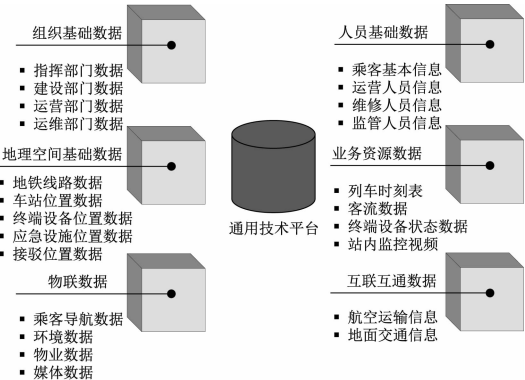 组织基础数据
▪ 指挥部门数据
▪ 建设部门数据
▪ 运营部门数据
▪ 运维部门数据
地理空间基础数据
▪ 地铁线路数据
▪ 车站位置数据
▪ 终端设备位置数据
▪ 应急设施位置数据
▪ 接驳位置数据
物联数据
▪ 乘客导航数据
▪ 环境数据
▪ 物业数据
▪ 媒体数据
通用技术平台
人员基础数据
▪ 乘客基本信息
▪ 运营人员信息
▪ 维修人员信息
▪ 监管人员信息
业务资源数据
▪ 列车时刻表
▪ 客流数据
▪ 终端设备状态数据
▪ 站内监控视频
互联互通数据
▪ 航空运输信息
▪ 地面交通信息